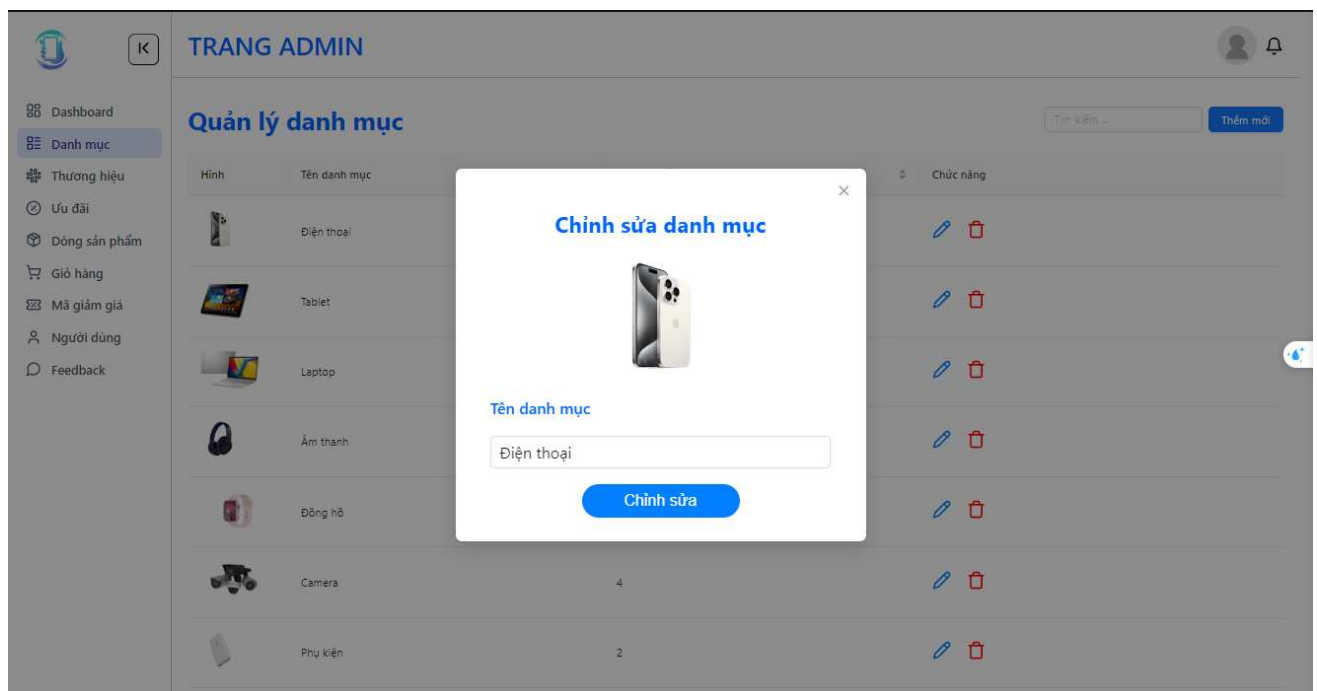 TRANG ADMIN
Dashboard
Danh mục
Thương hiệu
Ưu đãi
Dòng sản phẩm
Giỏ hàng
Mã giảm giá
Người dùng
Feedback
Quản lý danh mục
Tìm kiếm ...
Thêm mới
Hình Tên danh mục Chức năng
Điện thoại
Tablet
Laptop
Âm thanh
Đồng hồ
Camera 4
Phụ kiện 2
Chỉnh sửa danh mục
Tên danh mục
Điện thoại
Chỉnh sửa